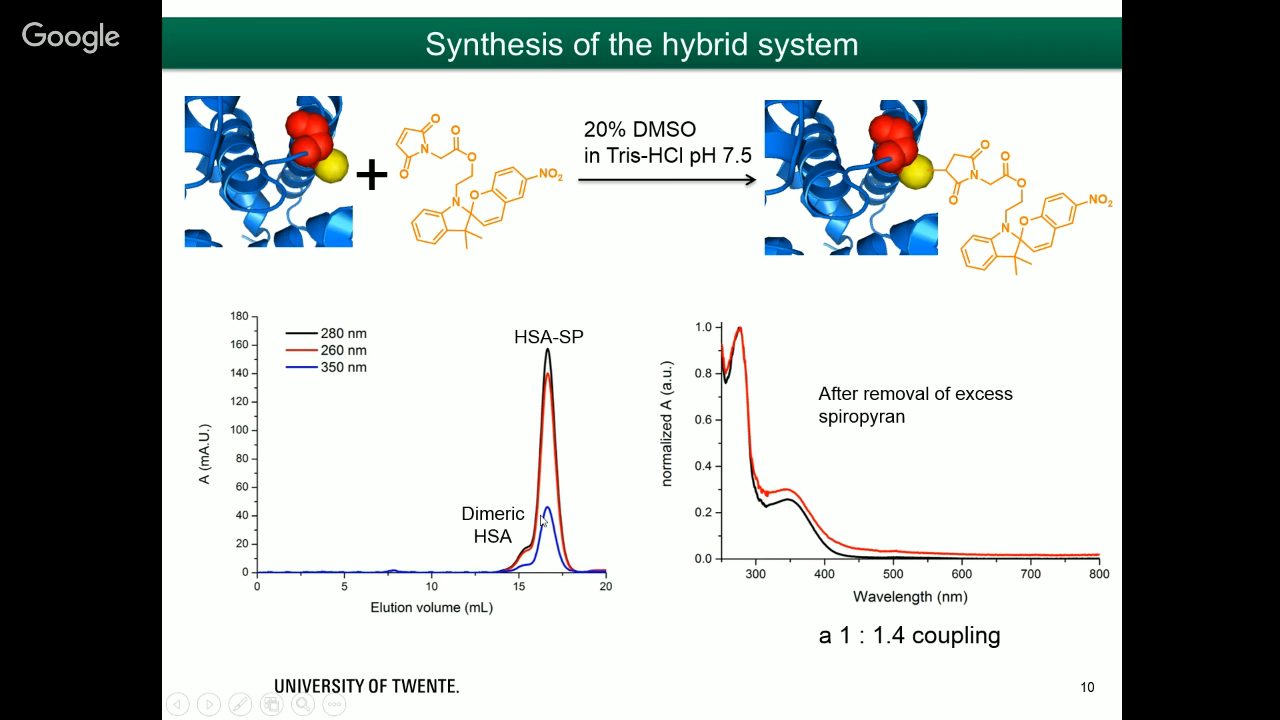 Google
Synthesis of the hybrid system
20% DMSO
in Tris-HCl pH 7.5
O
N
O
O
O
N
O
NO2
O
N
O
O
O
N
O
NO2
180
160
140
120
100
80
60
40
20
0
A (mA.U.)
280 nm
260 nm
350 nm
HSA-SP
Dimeric
HSA
0 5 10 15 20
Elution volume (mL)
1.0
0.8
0.6
0.4
0.2
0.0
normalized A (a.u.)
After removal of excess
spiropyran
300 400 500 600 700 800
Wavelength (nm)
a 1 : 1.4 coupling
UNIVERSITY OF TWENTE.
10